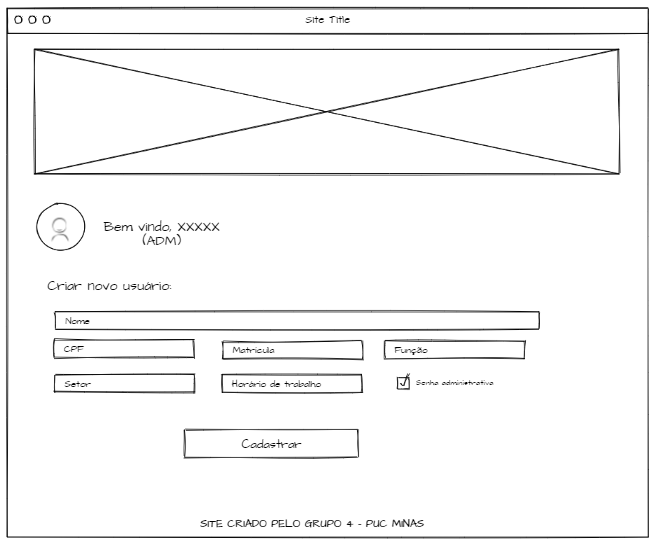 Site Title
Bem vindo, XXXXX
(ADM)
Criar novo usuário:
Nome
CPF
Matricula
Função
Setor
Horário de trabalho
Senha administrativa
Cadastrar
SITE CRIADO PELO GRUPO 4 - PUC MINAS